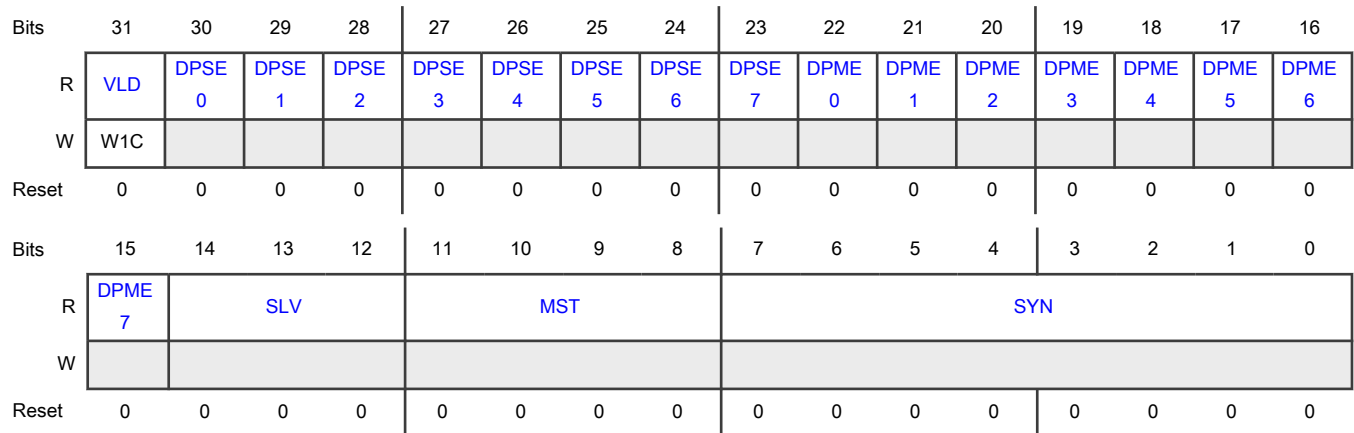 Bits 31 30 29 28 27 26 25 24 23 22 21 20 19 18 17 16
R VLD DPSE 0 DPSE 1 DPSE 2 DPSE 3 DPSE 4 DPSE 5 DPSE 6 DPSE 7 DPME 0 DPME 1 DPME 2 DPME 3 DPME 4 DPME 5 DPME 6
W W1C
Reset 0 0 0 0 0 0 0 0 0 0 0 0 0 0 0 0
Bits 15 14 13 12 11 10 9 8 7 6 5 4 3 2 1 0
R DPME 7 SLV MST SYN
W
Reset 0 0 0 0 0 0 0 0 0 0 0 0 0 0 0 0